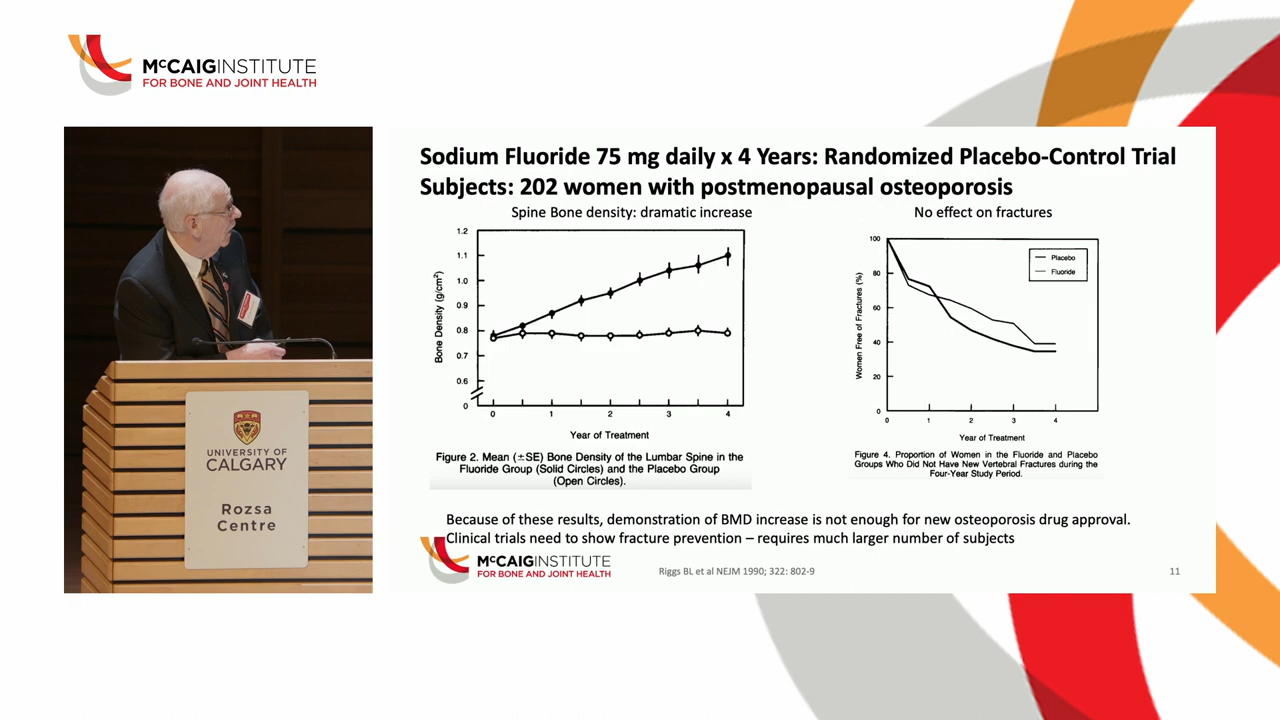 McCAIG INSTITUTE
FOR BONE AND JOINT HEALTH
UNIVERSITY OF
CALGARY
Rozsa
Centre
Sodium Fluoride 75 mg daily x 4 Years: Randomized Placebo-Control Trial
Subjects: 202 women with postmenopausal osteoporosis
Spine Bone density: dramatic increase
1.2
1.1
1.0
0.9
0.8
0.7
0.6
0
Bone Density (g/cm²)
0 1 2 3 4
Year of Treatment
Figure 2. Mean (±SE) Bone Density of the Lumbar Spine in the
Fluoride Group (Solid Circles) and the Placebo Group
(Open Circles).
No effect on fractures
100
80
60
40
20
0
Women Free of Fractures (%)
Placebo
Fluoride
0 1 2 3 4
Year of Treatment
Figure 4. Proportion of Women in the Fluoride and Placebo
Groups Who Did Not Have New Vertebral Fractures during the
Four-Year Study Period.
Because of these results, demonstration of BMD increase is not enough for new osteoporosis drug approval.
Clinical trials need to show fracture prevention – requires much larger number of subjects
McCAIG INSTITUTE
FOR BONE AND JOINT HEALTH
Riggs BL et al NEJM 1990; 322: 802-9
11